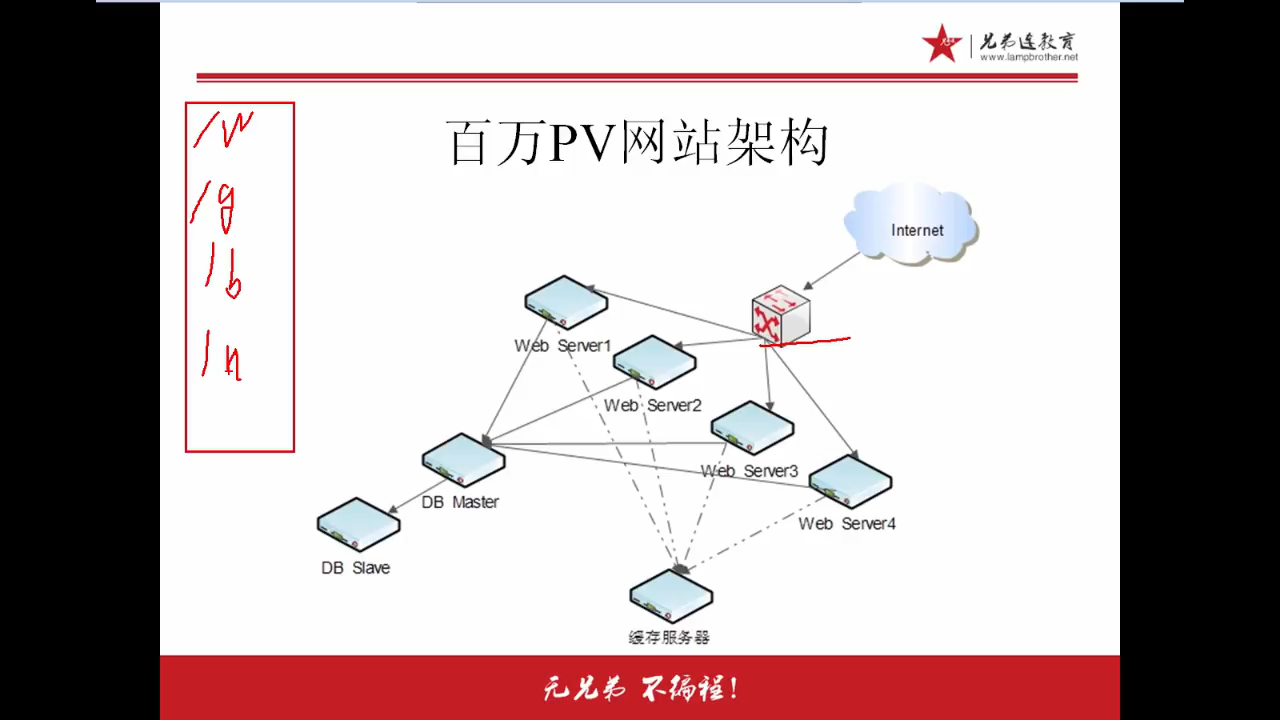 兄弟连教育
www.lampbrother.net
百万PV网站架构
/w
/g
/b
/n
Internet
Web Server1
Web Server2
Web Server3
Web Server4
DB Master
DB Slave
缓存服务器
无兄弟 不编程!